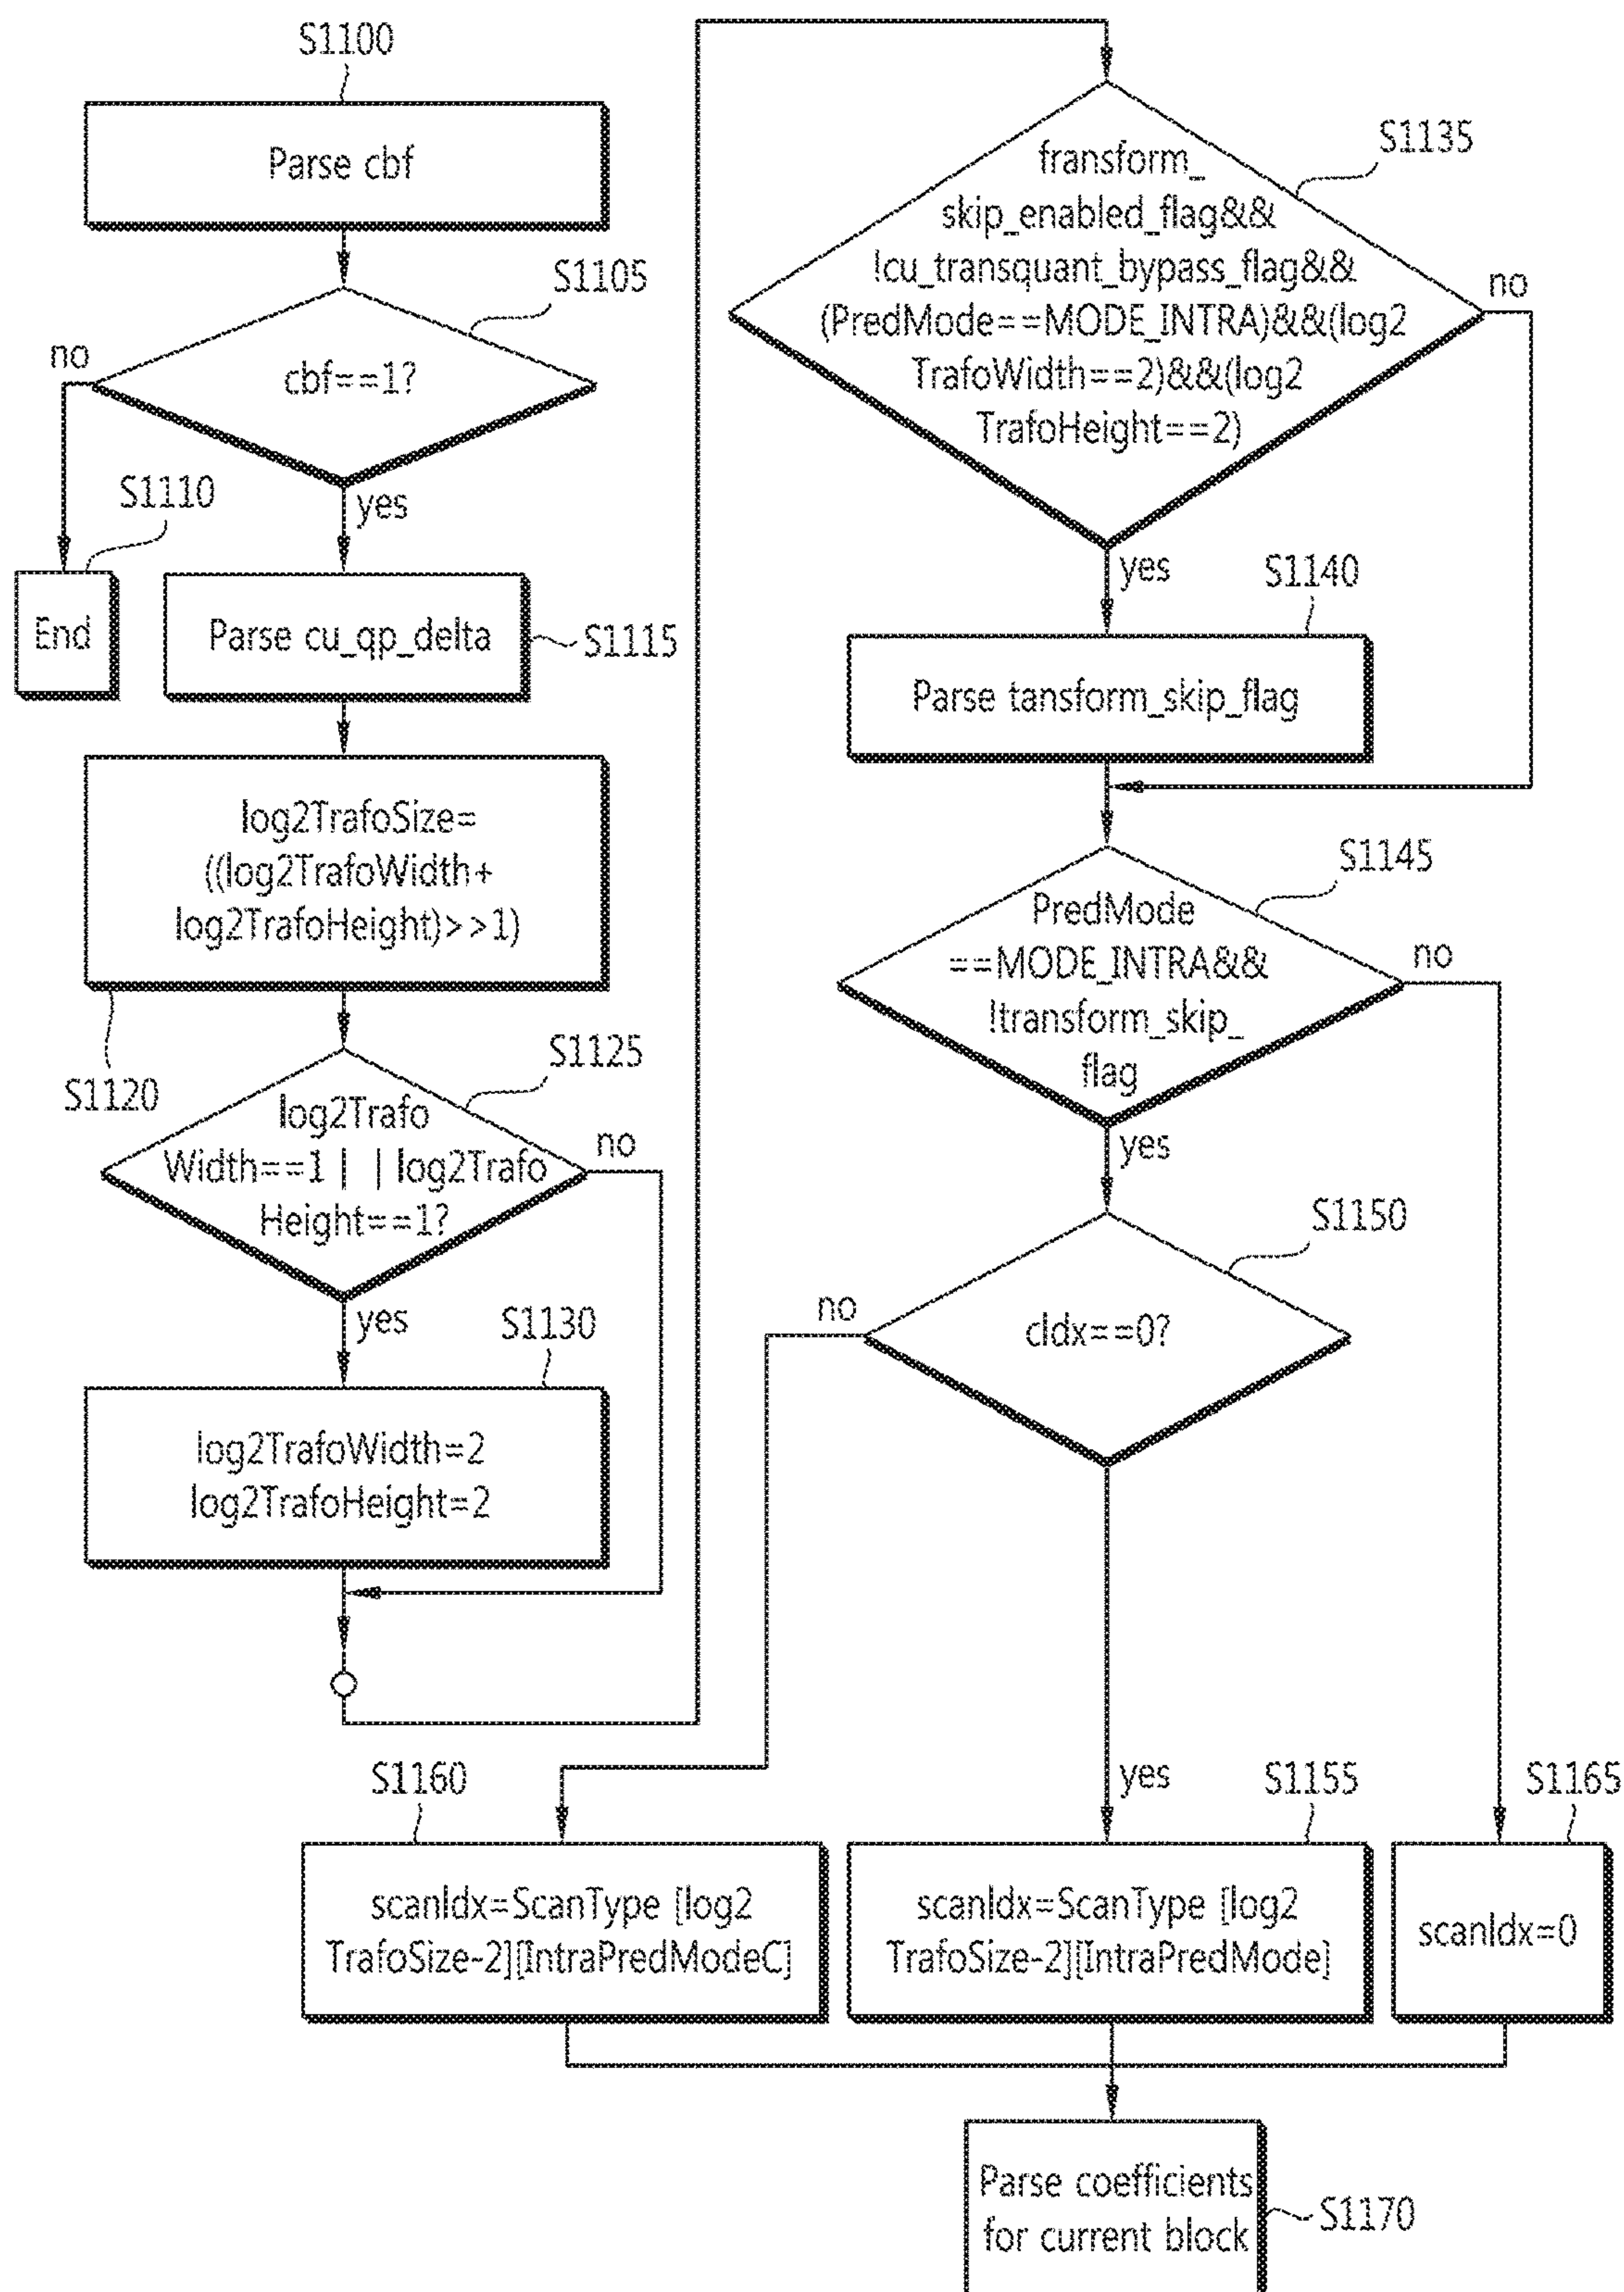 S1100
Parse cbf
S1105
no
cbf==1?
S1110
yes
End
Parse cu_qp_delta
S1115
log2TrafoSize=
((log2TrafoWidth+
log2TrafoHeight)>>1)
S1120
S1125
log2Trafo
Width==1 | | log2Trafo
Height==1?
no
yes
S1130
log2TrafoWidth=2
log2TrafoHeight=2
S1135
fransform_
skip_enabled_flag&&
!cu_transquant_bypass_flag&&
(PredMode==MODE_INTRA)&&(log2
TrafoWidth==2)&&(log2
TrafoHeight==2)
no
yes
S1140
Parse tansform_skip_flag
S1145
PredMode
==MODE_INTRA&&
!transform_skip_
flag
no
yes
S1150
no
cIdx==0?
yes
S1160
scanIdx=ScanType [log2
TrafoSize-2][IntraPredModeC]
S1155
scanIdx=ScanType [log2
TrafoSize-2][IntraPredMode]
S1165
scanIdx=0
Parse coefficients
for current block
S1170